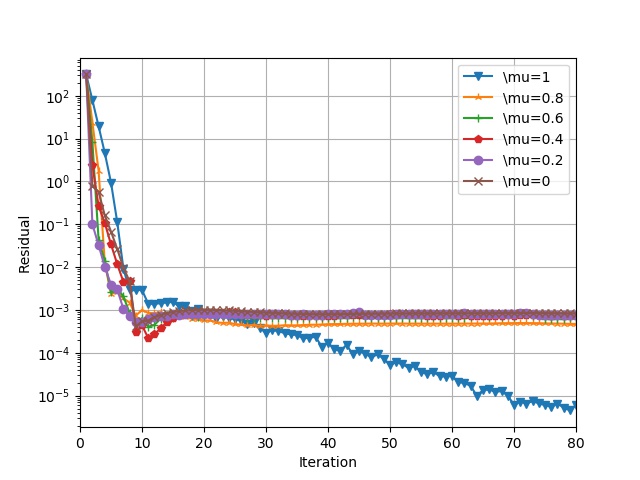 \mu=1
\mu=0.8
\mu=0.6
\mu=0.4
\mu=0.2
\mu=0
Residual
10²
10¹
10⁰
10⁻¹
10⁻²
10⁻³
10⁻⁴
10⁻⁵
0 10 20 30 40 50 60 70 80
Iteration